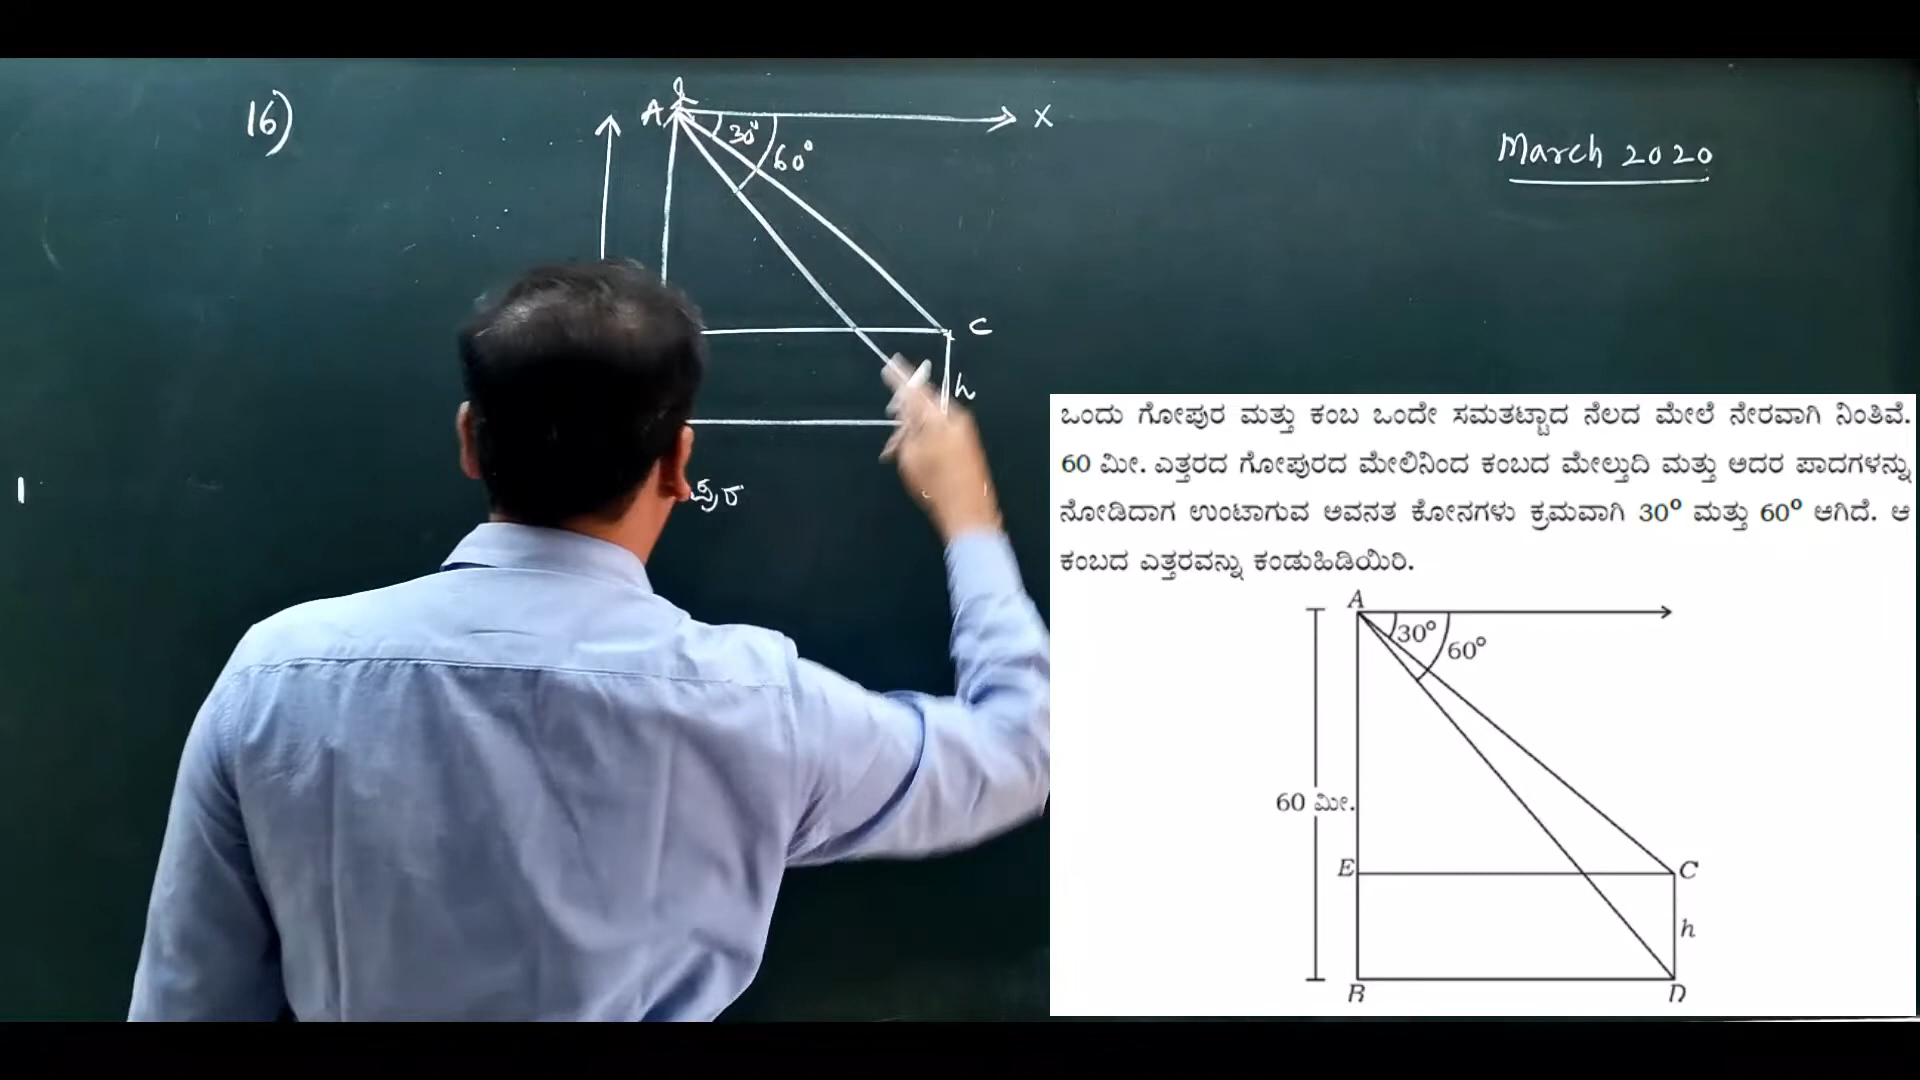 16)
A
X
30°
60°
March 2020
C
h
ಒಂದು ಗೋಪುರ ಮತ್ತು ಕಂಬ ಒಂದೇ ಸಮತಟ್ಟಾದ ನೆಲದ ಮೇಲೆ ನೇರವಾಗಿ ನಿಂತಿವೆ.
60 ಮೀ. ಎತ್ತರದ ಗೋಪುರದ ಮೇಲಿನಿಂದ ಕಂಬದ ಮೇಲ್ತುದಿ ಮತ್ತು ಅದರ ಪಾದಗಳನ್ನು
ನೋಡಿದಾಗ ಉಂಟಾಗುವ ಅವನತ ಕೋನಗಳು ಕ್ರಮವಾಗಿ 30° ಮತ್ತು 60° ಆಗಿದೆ. ಆ
ಕಂಬದ ಎತ್ತರವನ್ನು ಕಂಡುಹಿಡಿಯಿರಿ.
A
30°
60°
60 ಮೀ.
E
C
h
B
D